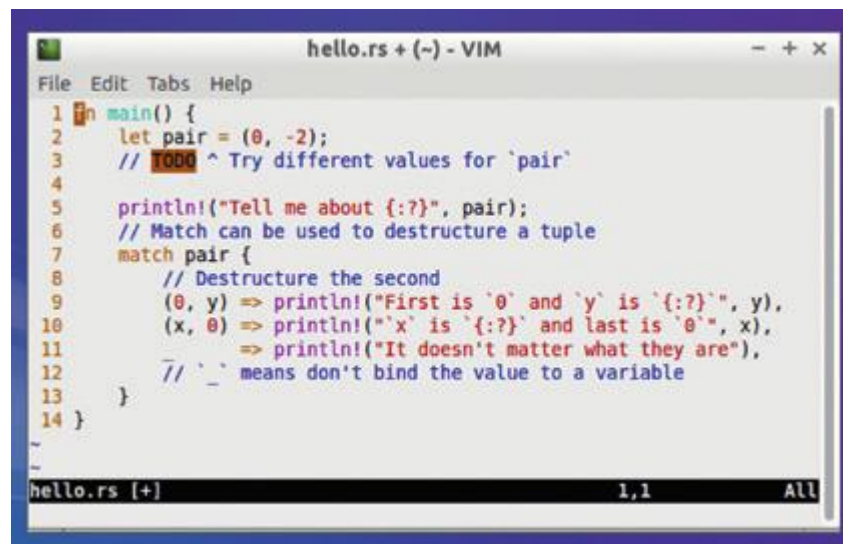 hello.rs + (~) - VIM
File Edit Tabs Help
1 fn main() {
2     let pair = (0, -2);
3     // TODO ^ Try different values for `pair`
4
5     println!("Tell me about {:?}", pair);
6     // Match can be used to destructure a tuple
7     match pair {
8         // Destructure the second
9         (0, y) => println!("First is `0` and `y` is `{:?}`", y),
10         (x, 0) => println!("`x` is `{:?}` and last is `0`", x),
11         _      => println!("It doesn't matter what they are"),
12         // `_` means don't bind the value to a variable
13     }
14 }
~
~
hello.rs [+] 1,1 All